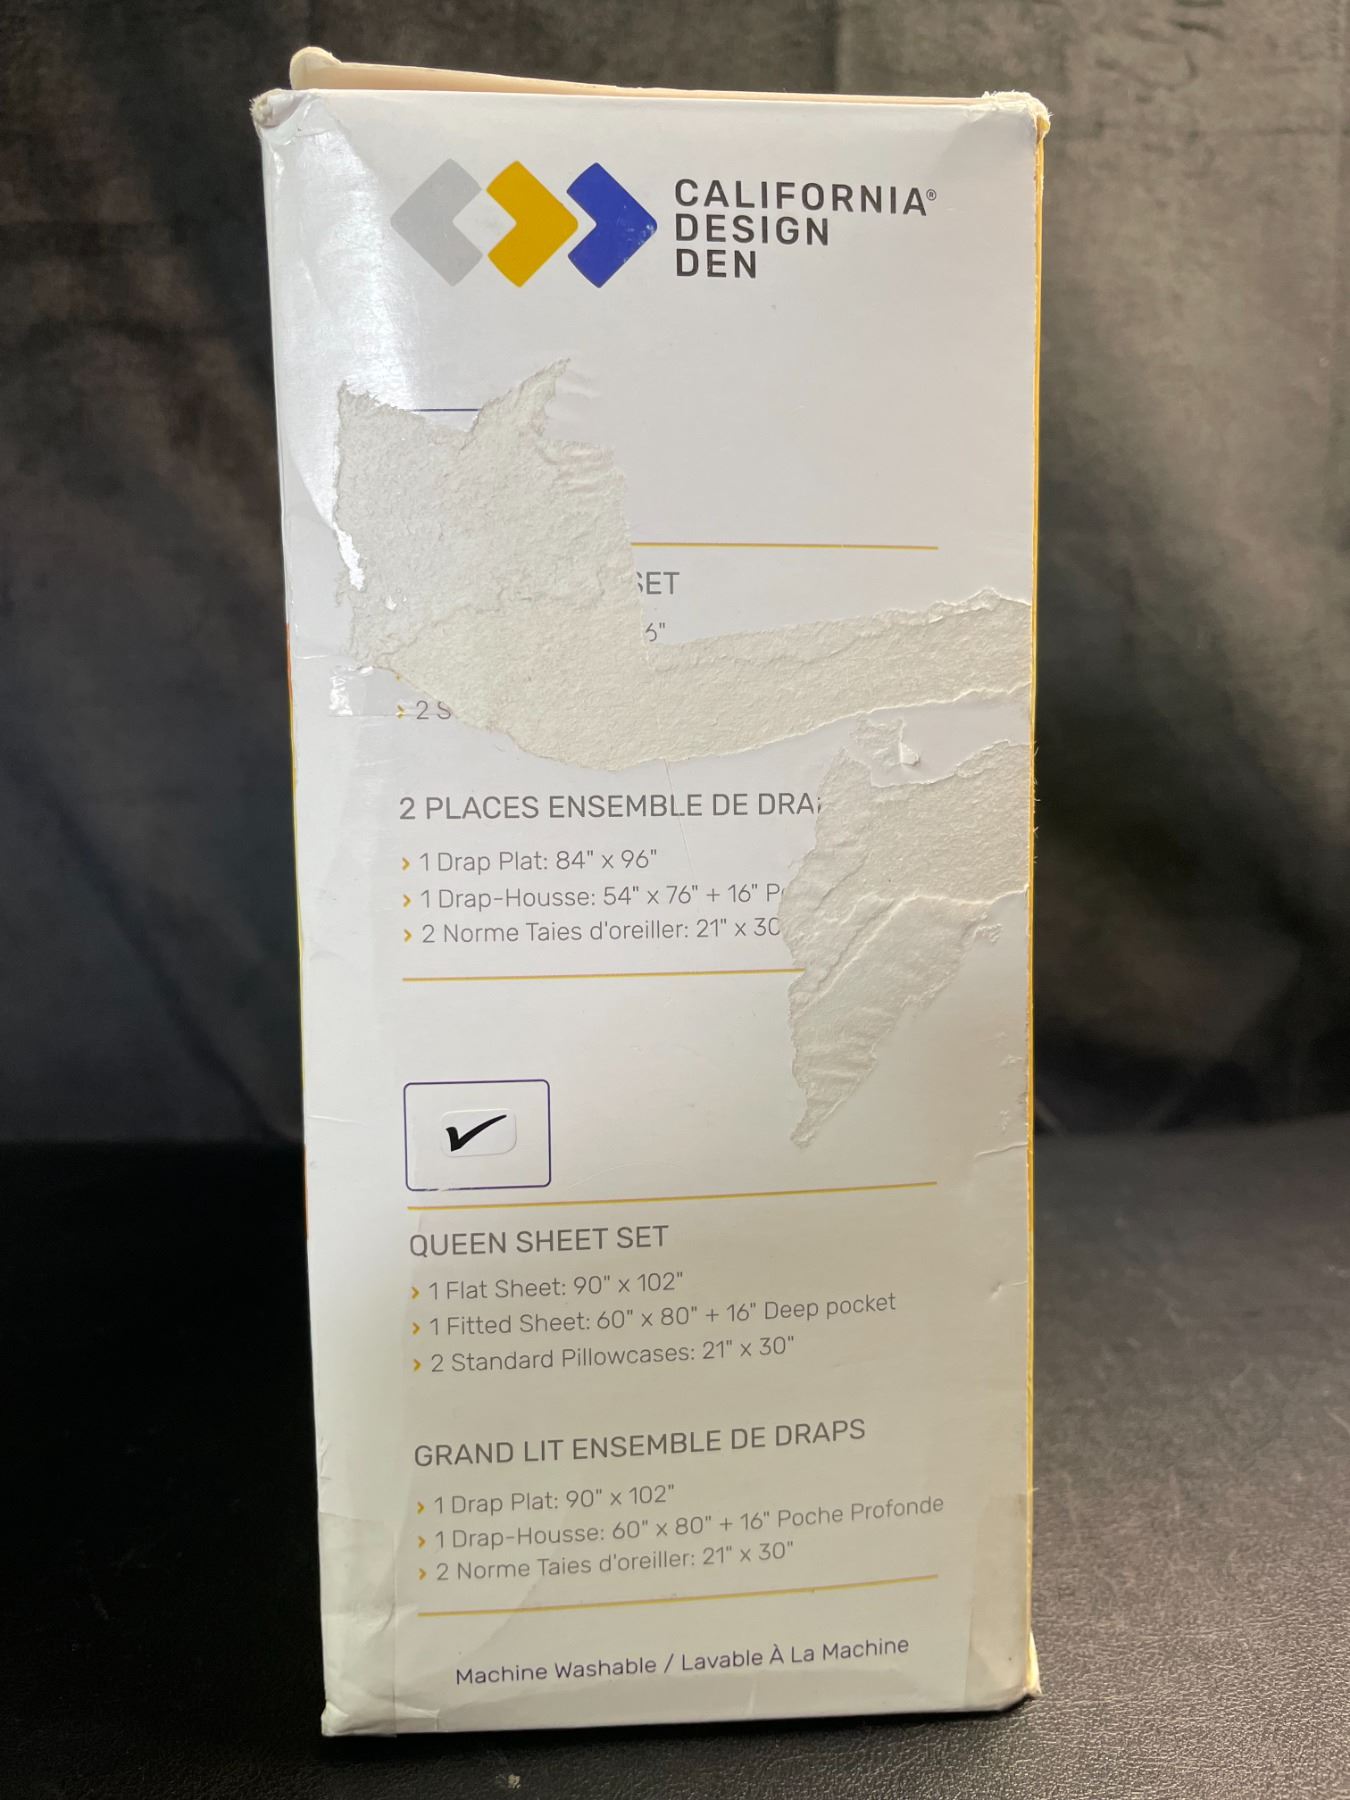 CALIFORNIA®
DESIGN
DEN
SET
6"
> 2 S
2 PLACES ENSEMBLE DE
> 1 Drap Plat: 84" x 96"
> 1 Drap-Housse: 54" x 76" + 16"
> 2 Norme Taies d'oreiller: 21" x 30
QUEEN SHEET SET
> 1 Flat Sheet: 90" x 102"
> 1 Fitted Sheet: 60" x 80" + 16" Deep pocket
> 2 Standard Pillowcases: 21" x 30"
GRAND LIT ENSEMBLE DE DRAPS
> 1 Drap Plat: 90" x 102"
> 1 Drap-Housse: 60" x 80" + 16" Poche Profonde
> 2 Norme Taies d'oreiller: 21" x 30"
Machine Washable / Lavable À La Machine